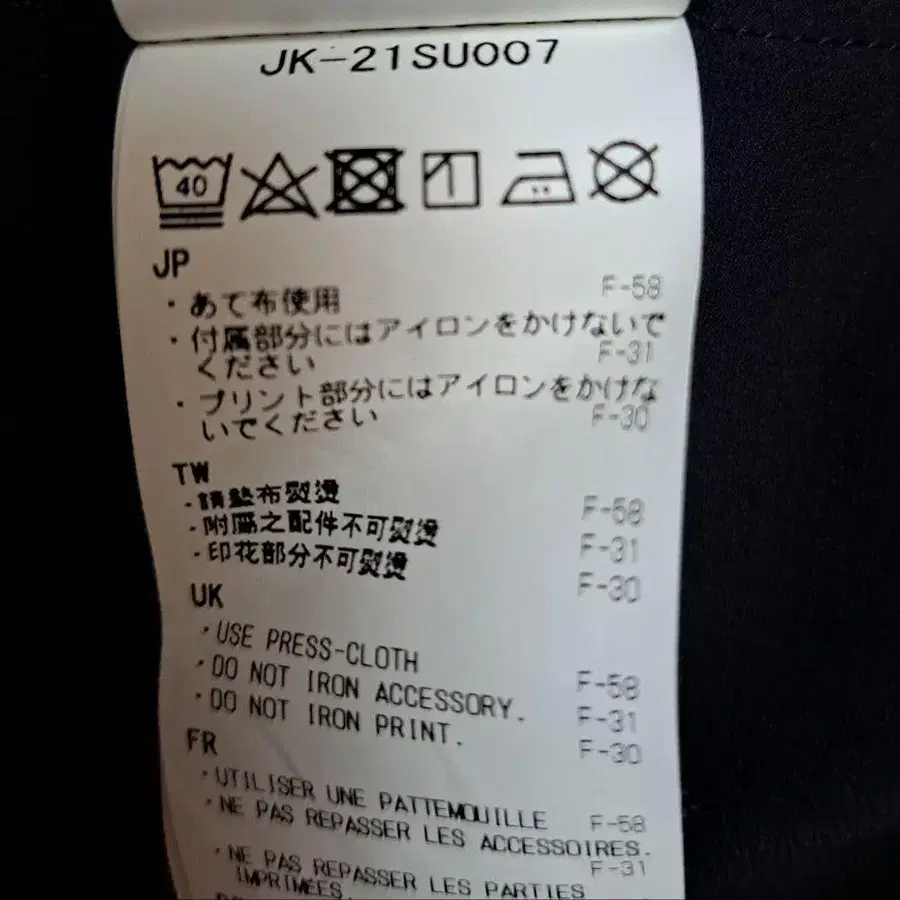 JK-21SU007
40
JP
・あて布使用 F-58
・付属部分にはアイロンをかけないで
ください F-31
・プリント部分にはアイロンをかけな
いでください F-30
TW
-請墊布熨燙 F-58
-附屬之配件不可熨燙 F-31
-印花部分不可熨燙 F-30
UK
・USE PRESS-CLOTH F-58
・DO NOT IRON ACCESSORY. F-31
・DO NOT IRON PRINT. F-30
FR
・UTILISER UNE PATTEMOUILLE F-58
・NE PAS REPASSER LES ACCESSOIRES.
F-31
・NE PAS REPASSER LES PARTIES
IMPRIMÉES.